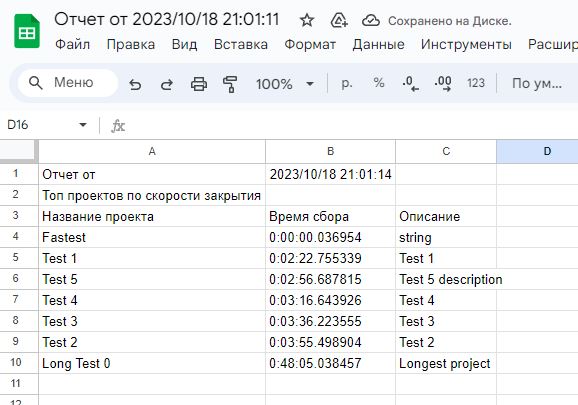 Отчет от 2023/10/18 21:01:11 Сохранено на Диске.
Файл Правка Вид Вставка Формат Данные Инструменты Расшир
Меню 100% р. % .0 .00 123 По ум...
D16 fx
A B C D
1 Отчет от 2023/10/18 21:01:14
2 Топ проектов по скорости закрытия
3 Название проекта Время сбора Описание
4 Fastest 0:00:00.036954 string
5 Test 1 0:02:22.755339 Test 1
6 Test 5 0:02:56.687815 Test 5 description
7 Test 4 0:03:16.643926 Test 4
8 Test 3 0:03:36.223555 Test 3
9 Test 2 0:03:55.498904 Test 2
10 Long Test 0 0:48:05.038457 Longest project
11
12